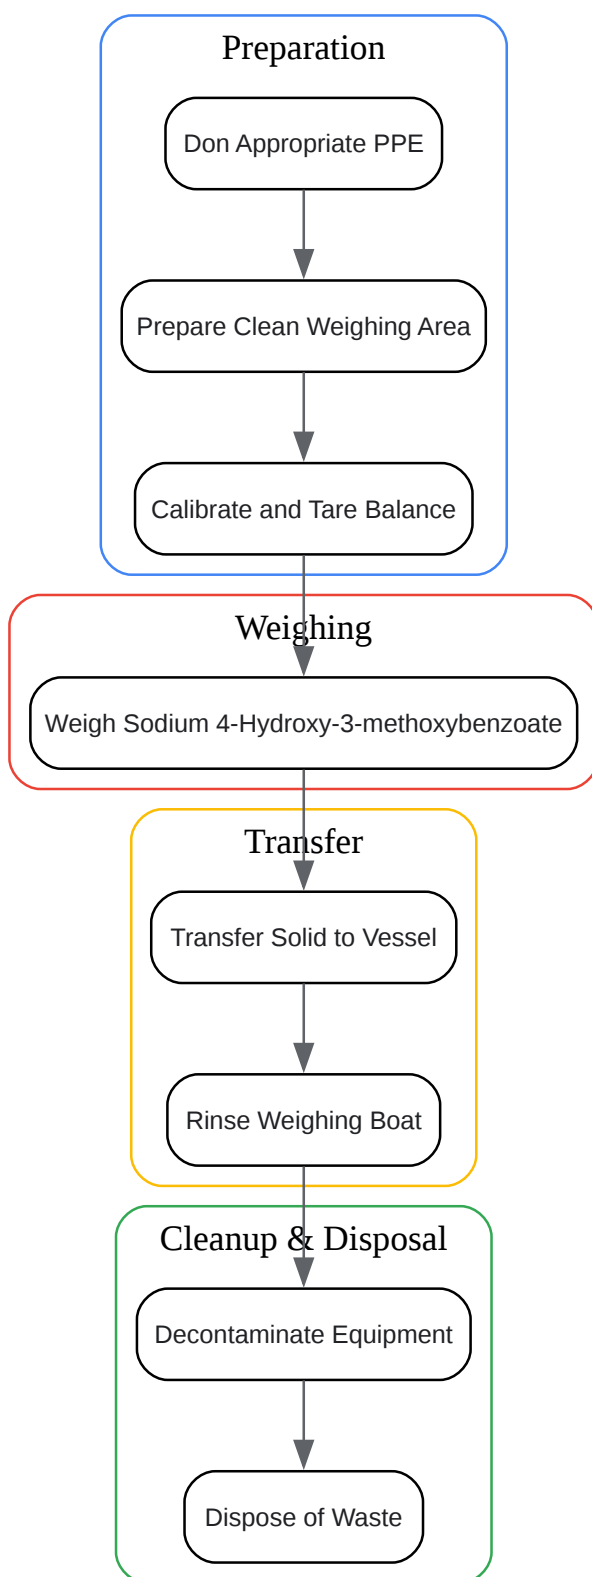 Preparation
Don Appropriate PPE
Prepare Clean Weighing Area
Calibrate and Tare Balance
Weighing
Weigh Sodium 4-Hydroxy-3-methoxybenzoate
Transfer
Transfer Solid to Vessel
Rinse Weighing Boat
Cleanup & Disposal
Decontaminate Equipment
Dispose of Waste